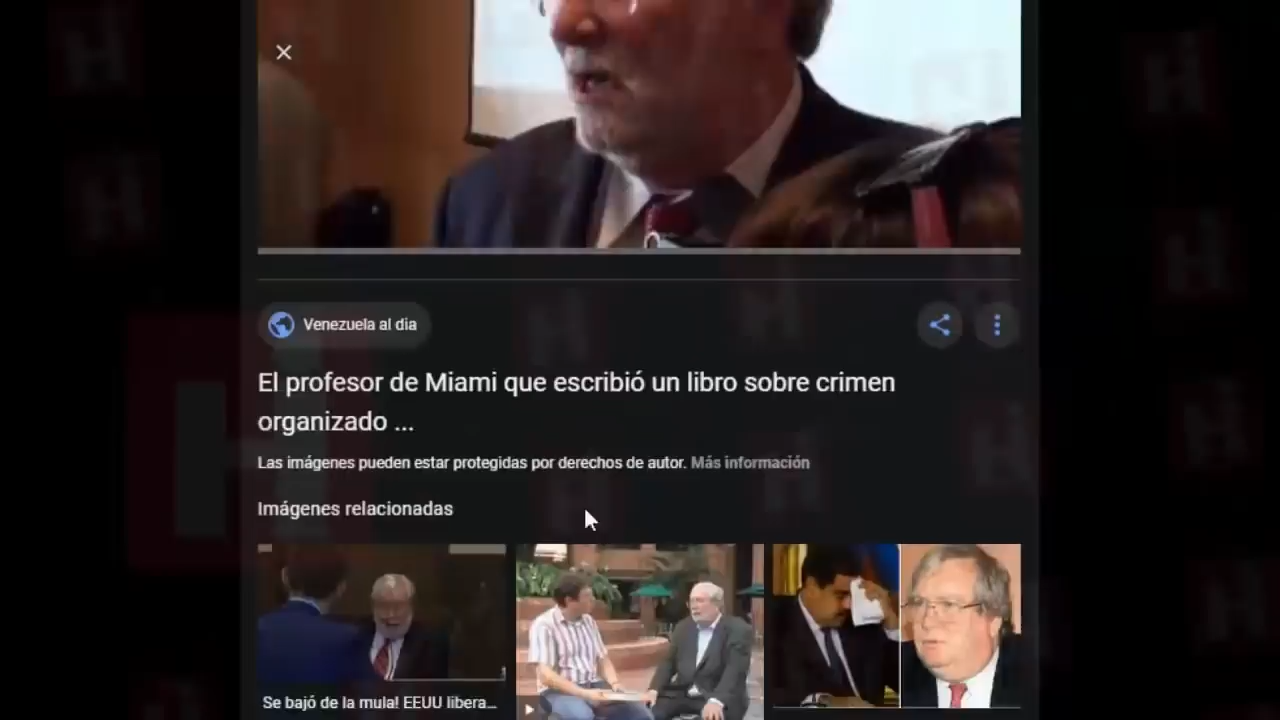 Venezuela al dia
El profesor de Miami que escribió un libro sobre crimen
organizado ...
Las imágenes pueden estar protegidas por derechos de autor. Más información
Imágenes relacionadas
Se bajó de la mula! EEUU libera...